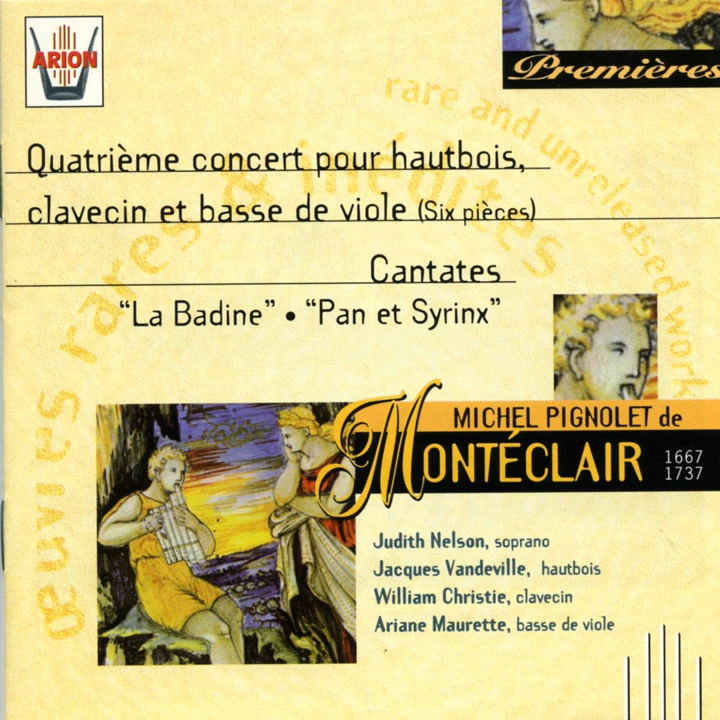 ARION
Premières
rare and unreleased work
Quatrième concert pour hautbois,
clavecin et basse de viole (Six pièces)
Cantates
“La Badine” • “Pan et Syrinx”
œuvres rares & inédites
MICHEL PIGNOLET de
MONTÉCLAIR 1667
1737
Judith Nelson, soprano
Jacques Vandeville, hautbois
William Christie, clavecin
Ariane Maurette, basse de viole